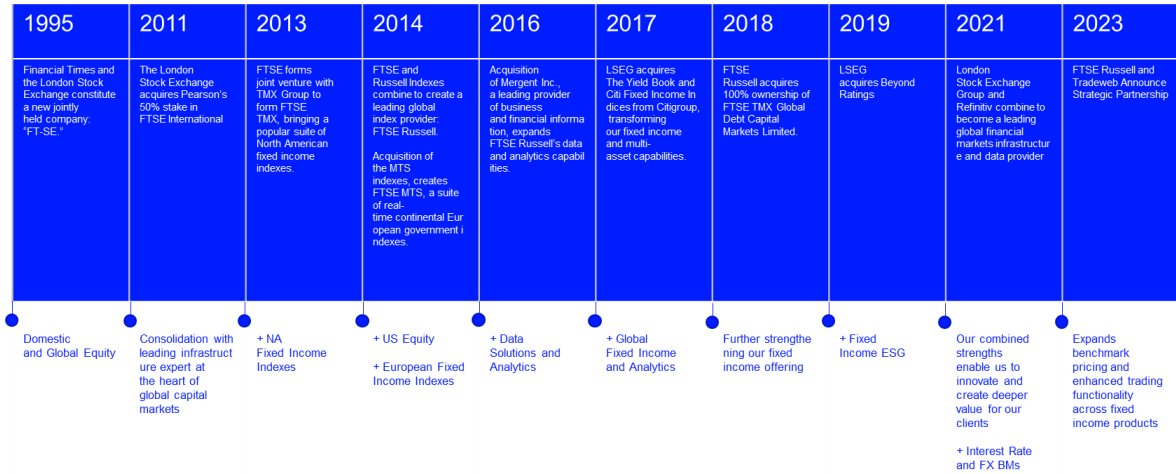 1995
Financial Times and
the London Stock
Exchange constitute
a new jointly
held company:
“FT-SE.”
Domestic
and Global Equity
2011
The London
Stock Exchange
acquires Pearson's
50% stake in
FTSE International
Consolidation with
leading infrastruct
ure expert at
the heart of
global capital
markets
2013
FTSE forms
joint venture with
TMX Group to
form FTSE
TMX, bringing a
popular suite of
North American
fixed income
indexes.
+ NA
Fixed Income
Indexes
2014
FTSE and
Russell Indexes
combine to create a
leading global
index provider:
FTSE Russell.
Acquisition of
the MTS
indexes, creates
FTSE MTS, a suite
of real-
time continental Eur
opean government i
ndexes.
+ US Equity
+ European Fixed
Income Indexes
2016
Acquisition
of Mergent Inc.,
a leading provider
of business
and financial informa
tion, expands
FTSE Russell's data
and analytics capabil
ities.
+ Data
Solutions and
Analytics
2017
LSEG acquires
The Yield Book and
Citi Fixed Income In
dices from Citigroup,
transforming
our fixed income
and multi-
asset capabilities.
+ Global
Fixed Income
and Analytics
2018
FTSE
Russell acquires
100% ownership of
FTSE TMX Global
Debt Capital
Markets Limited.
Further strengthe
ning our fixed
income offering
2019
LSEG
acquires Beyond
Ratings
+ Fixed
Income ESG
2021
London
Stock Exchange
Group and
Refinitiv combine to
become a leading
global financial
markets infrastructur
e and data provider
Our combined
strengths
enable us to
innovate and
create deeper
value for our
clients
+ Interest Rate
and FX BMs
2023
FTSE Russell and
Tradeweb Announce
Strategic Partnership
Expands
benchmark
pricing and
enhanced trading
functionality
across fixed
income products